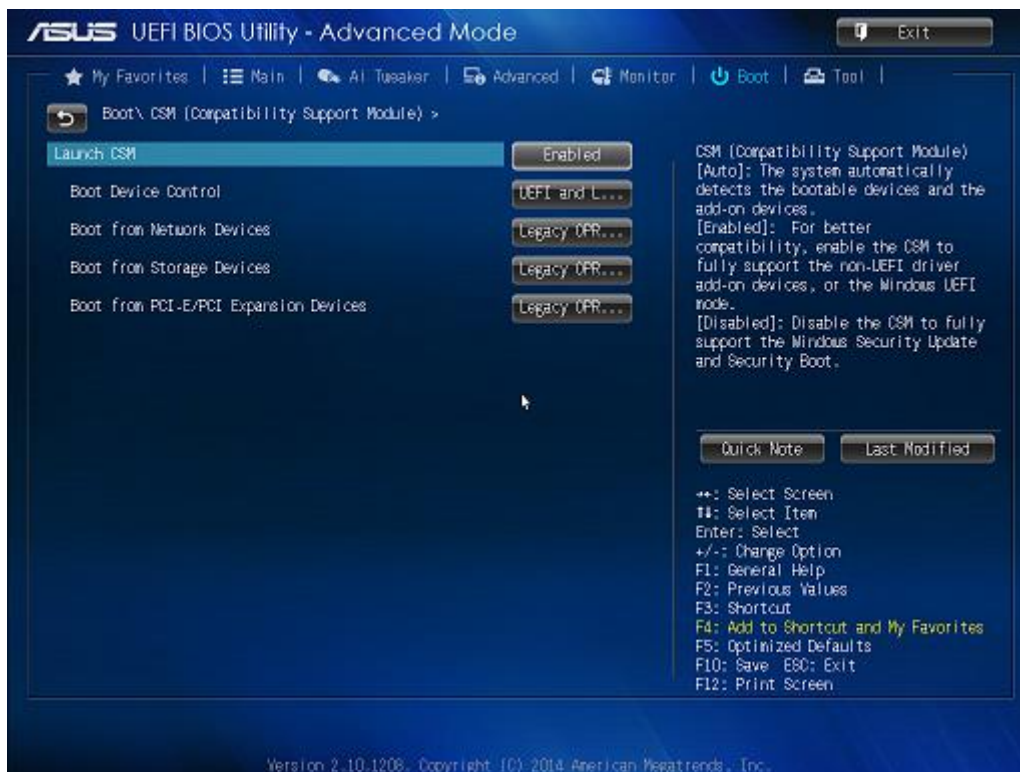 ASUS UEFI BIOS Utility - Advanced Mode
Exit
My Favorites | Main | Ai Tweaker | Advanced | Monitor | Boot | Tool |
Boot\ CSM (Compatibility Support Module) >
Launch CSM Enabled
Boot Device Control UEFI and L...
Boot from Network Devices Legacy OPR...
Boot from Storage Devices Legacy OPR...
Boot from PCI-E/PCI Expansion Devices Legacy OPR...
CSM (Compatibility Support Module)
[Auto]: The system automatically
detects the bootable devices and the
add-on devices.
[Enabled]: For better
compatibility, enable the CSM to
fully support the non-UEFI driver
add-on devices, or the Windows UEFI
mode.
[Disabled]: Disable the CSM to fully
support the Windows Security Update
and Security Boot.
Quick Note Last Modified
→←: Select Screen
↑↓: Select Item
Enter: Select
+/-: Change Option
F1: General Help
F2: Previous Values
F3: Shortcut
F4: Add to Shortcut and My Favorites
F5: Optimized Defaults
F10: Save ESC: Exit
F12: Print Screen
Version 2.10.1208. Copyright (C) 2014 American Megatrends, Inc.